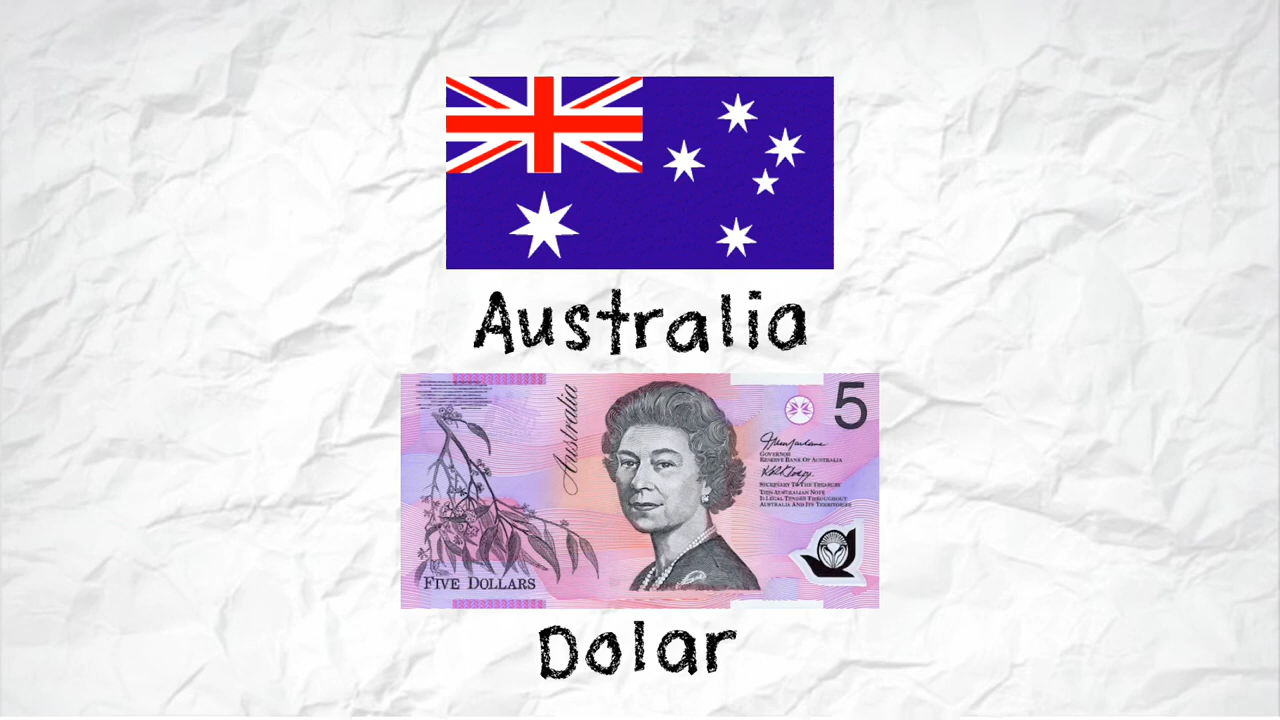 Australia
Australia
5
GOVERNOR
RESERVE BANK OF AUSTRALIA
SECRETARY TO THE TREASURY
THIS AUSTRALIAN NOTE
IS LEGAL TENDER THROUGHOUT
AUSTRALIA AND ITS TERRITORIES
FIVE DOLLARS
Dolar